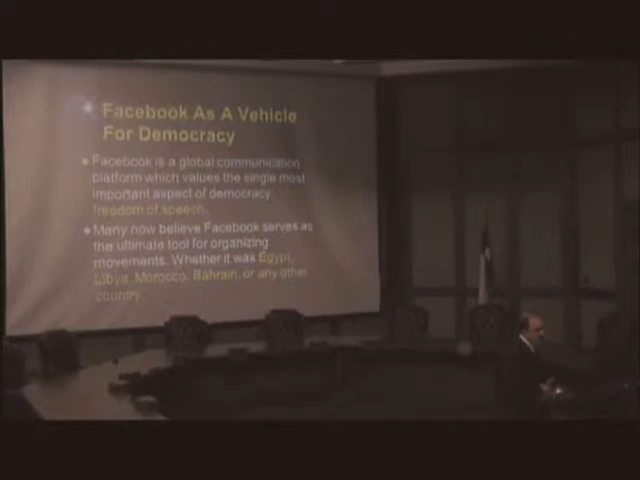 Facebook As A Vehicle
For Democracy
Facebook is a global communication
platform which values the single most
important aspect of democracy:
freedom of speech.
Many now believe Facebook serves as
the ultimate tool for organizing
movements. Whether it was Egypt,
Libya, Morocco, Bahrain, or any other
country.